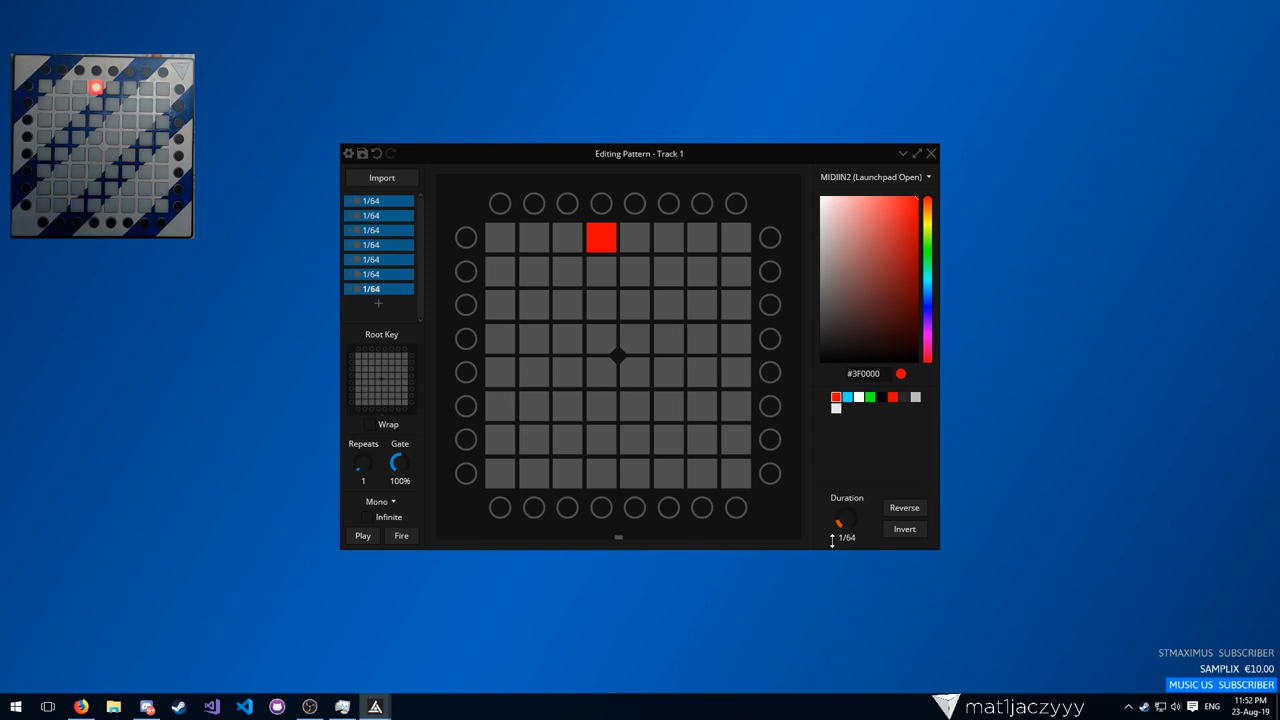 Editing Pattern - Track 1
Import
1/64
1/64
1/64
1/64
1/64
1/64
1/64
Root Key
Wrap
Repeats
Gate
1
100%
Mono
Infinite
Play
Fire
MIDIIN2 (Launchpad Open)
#3F0000
Duration
1/64
Reverse
Invert
STMAXIMUS SUBSCRIBER
SAMPLIX €10.00
MUSIC US SUBSCRIBER
mat1jaczyyy
ENG
11:52 PM
23-Aug-19